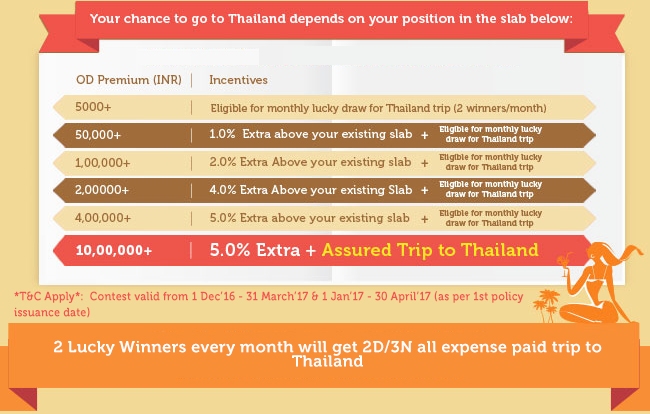 Your chance to go to Thailand depends on your position in the slab below:
OD Premium (INR) Incentives
5000+ Eligible for monthly lucky draw for Thailand trip (2 winners/month)
50,000+ 1.0% Extra above your existing slab + Eligible for monthly lucky
draw for Thailand trip
1,00,000+ 2.0% Extra Above your existing slab + Eligible for monthly lucky
draw for Thailand trip
2,00000+ 4.0% Extra Above your existing Slab + Eligible for monthly lucky
draw for Thailand trip
4,00,000+ 5.0% Extra above your existing slab + Eligible for monthly lucky
draw for Thailand trip
10,00,000+ 5.0% Extra + Assured Trip to Thailand
*T&C Apply*: Contest valid from 1 Dec'16 - 31 March'17 & 1 Jan'17 - 30 April'17 (as per 1st policy
issuance date)
2 Lucky Winners every month will get 2D/3N all expense paid trip to
Thailand